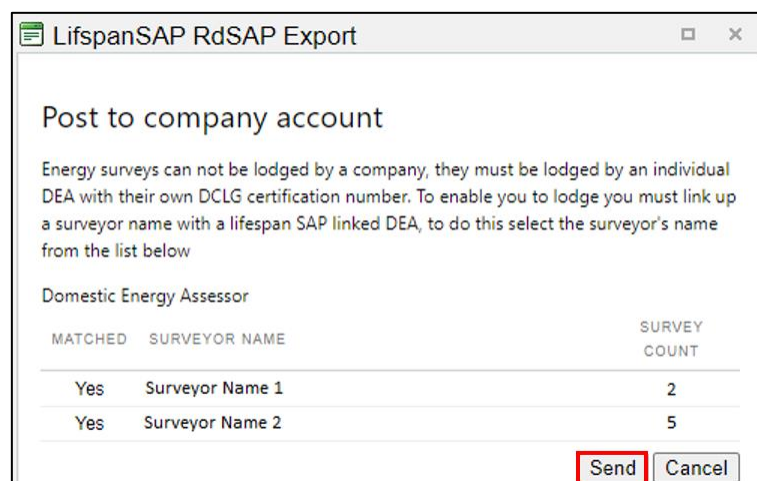 LifspanSAP RdSAP Export
Post to company account
Energy surveys can not be lodged by a company, they must be lodged by an individual
DEA with their own DCLG certification number. To enable you to lodge you must link up
a surveyor name with a lifespan SAP linked DEA, to do this select the surveyor's name
from the list below
Domestic Energy Assessor
MATCHED SURVEYOR NAME SURVEY COUNT
Yes Surveyor Name 1 2
Yes Surveyor Name 2 5
Send Cancel